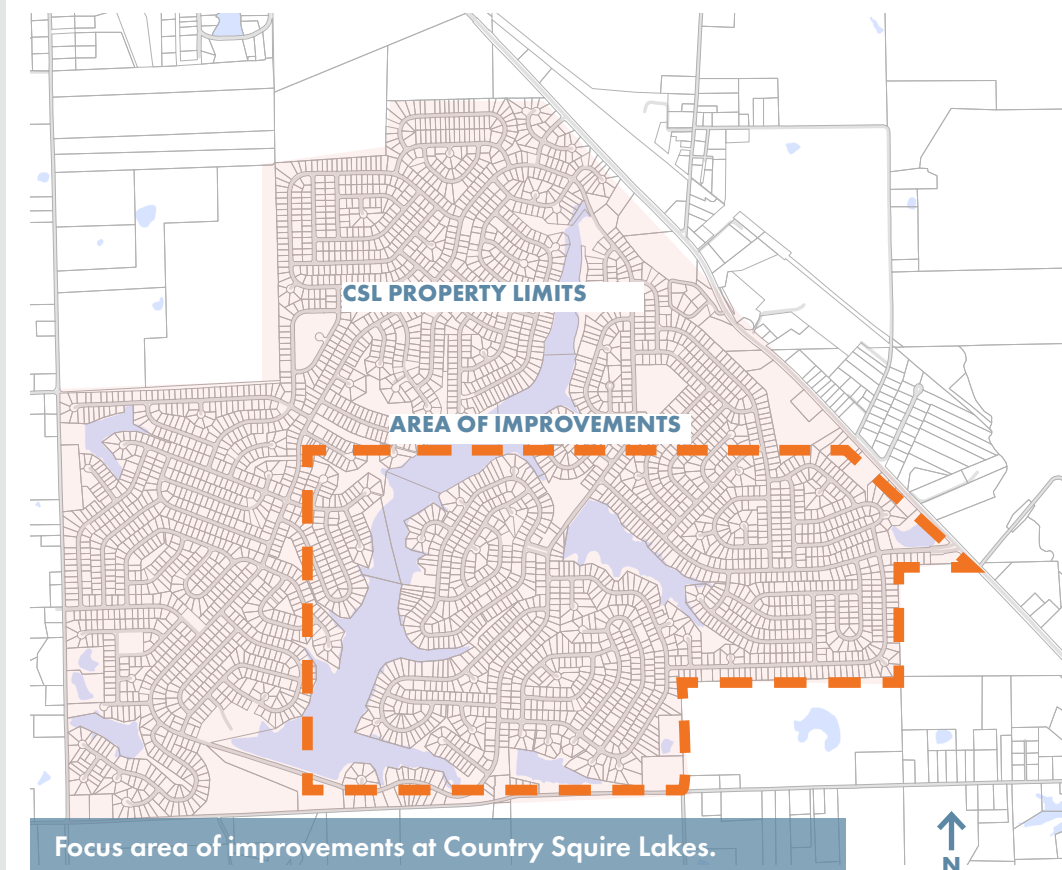 CSL PROPERTY LIMITS
AREA OF IMPROVEMENTS
Focus area of improvements at Country Squire Lakes.
N